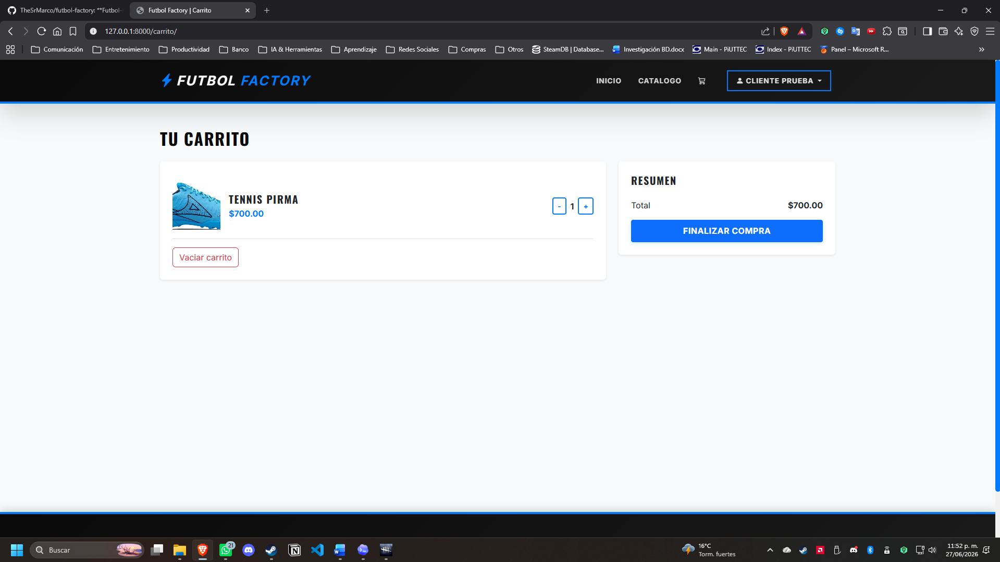 TheSrMarco/futbol-factory: **Futbol-
Futbol Factory | Carrito
127.0.0.1:8000/carrito/
Comunicación
Entretenimiento
Productividad
Banco
IA & Herramientas
Aprendizaje
Redes Sociales
Compras
Otros
SteamDB | Database...
Investigación BD.docx
Main - PiUTTEC
Index - PiUTTEC
Panel – Microsoft R...
FUTBOL FACTORY
INICIO
CATALOGO
CLIENTE PRUEBA
TU CARRITO
TENNIS PIRMA
$700.00
- 1 +
Vaciar carrito
RESUMEN
Total $700.00
FINALIZAR COMPRA
Buscar
21
16°C
Torm. fuertes
11:52 p. m.
27/06/2026